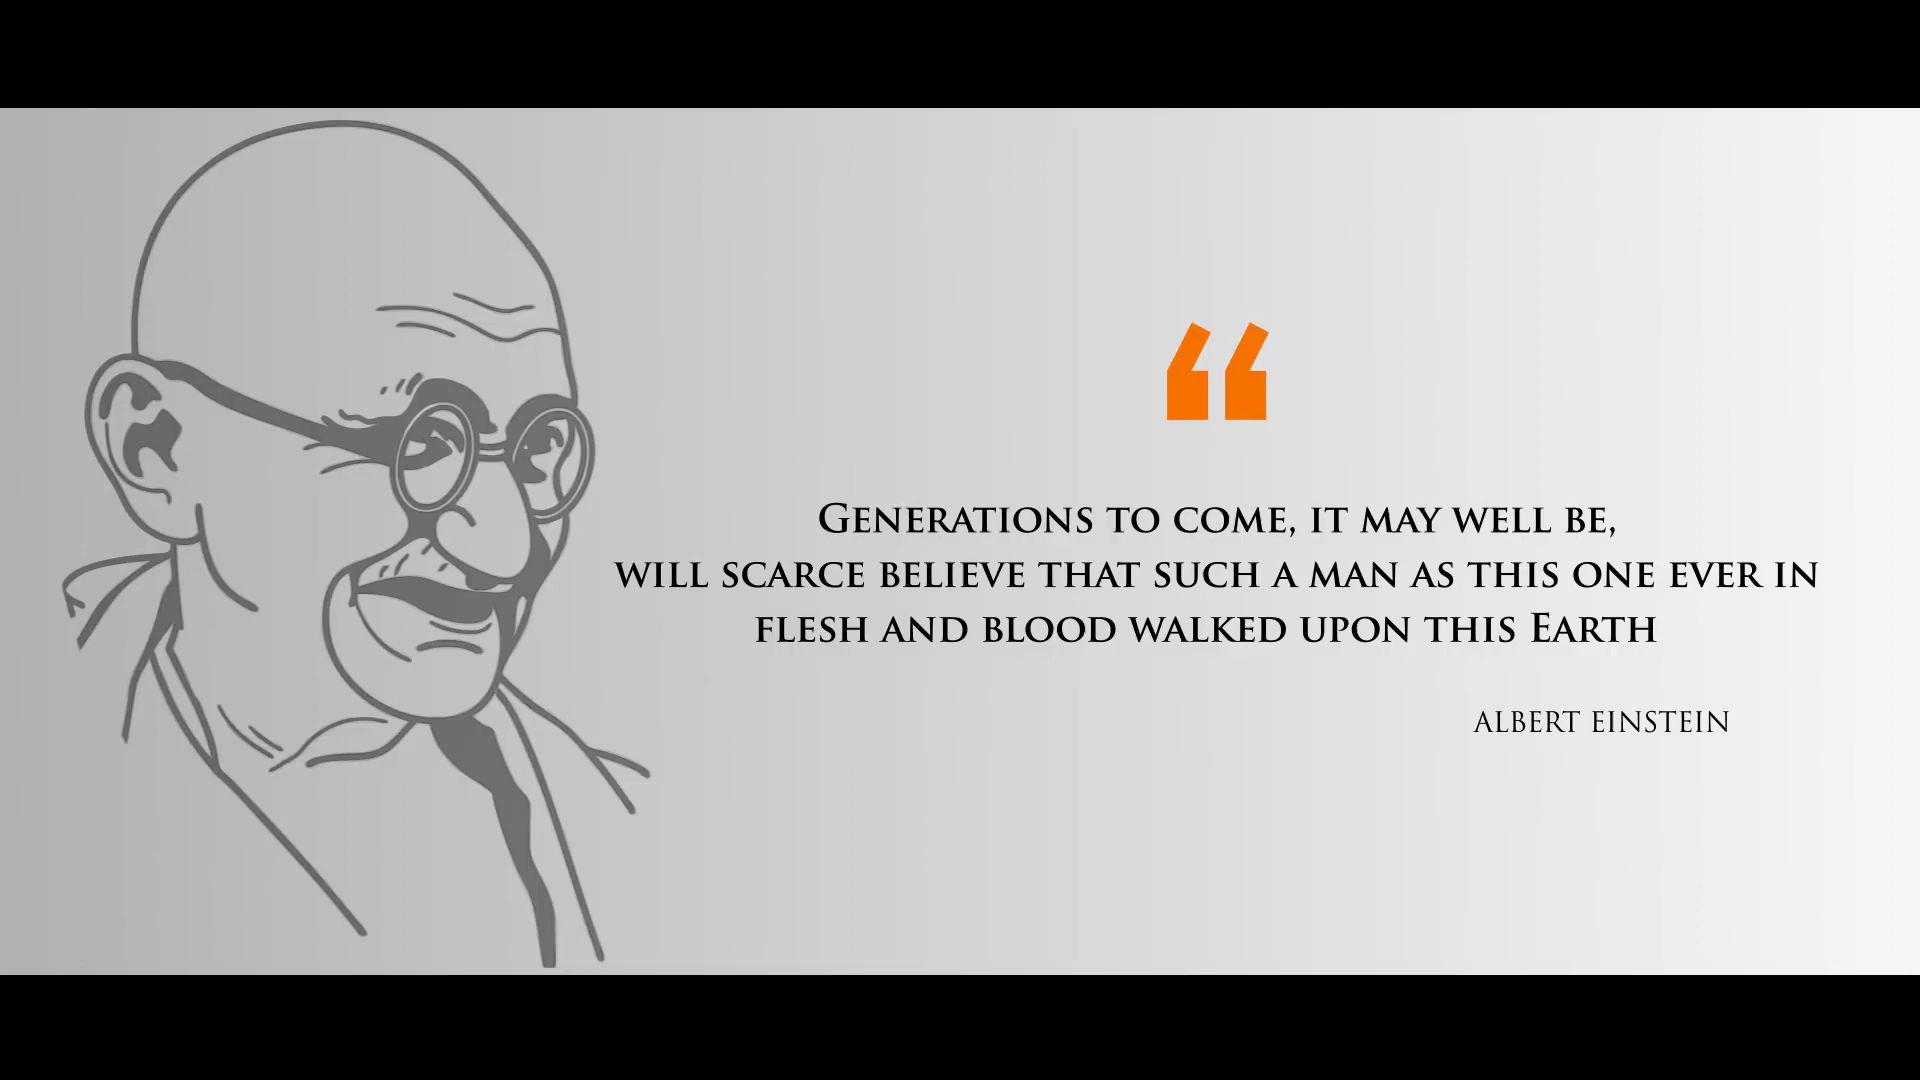 “
Generations to come, it may well be,
will scarce believe that such a man as this one ever in
flesh and blood walked upon this Earth
ALBERT EINSTEIN